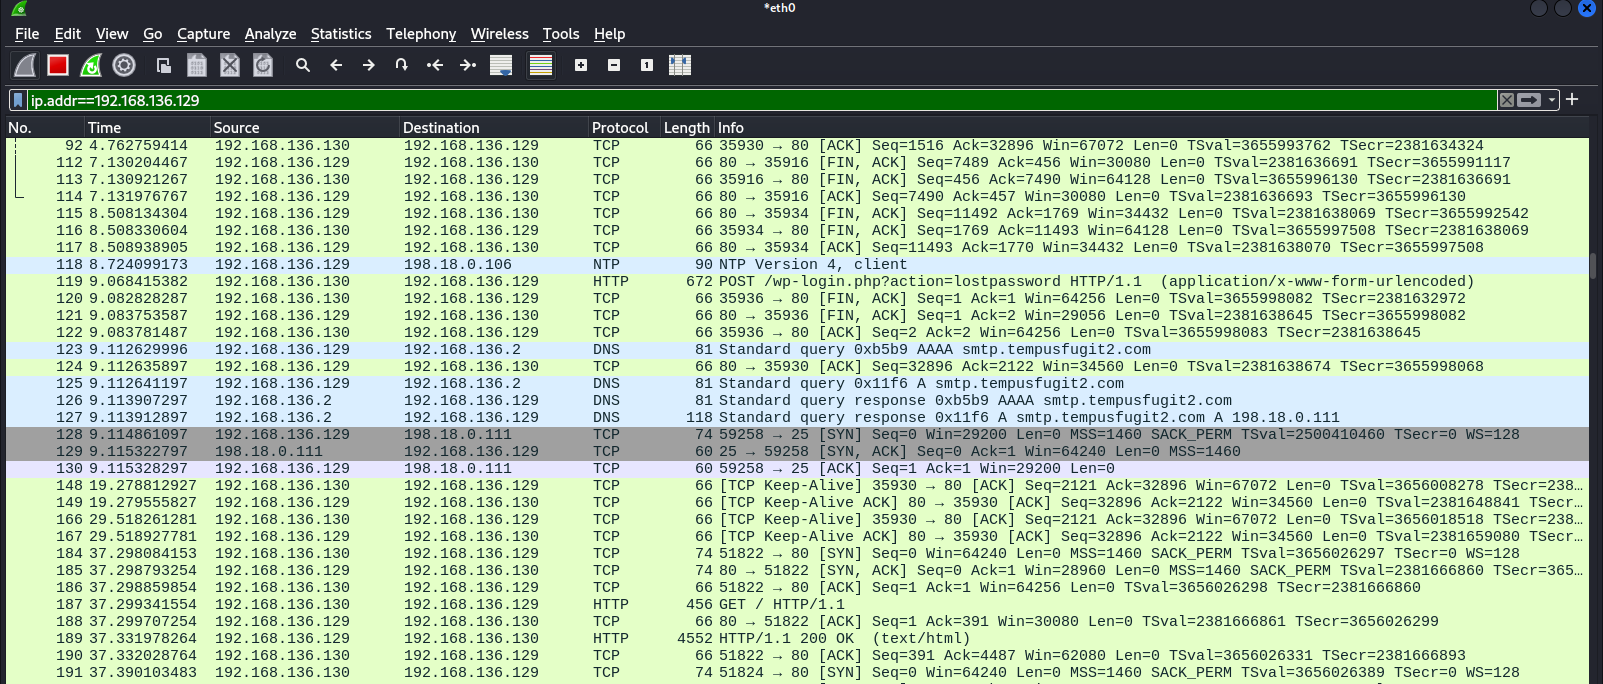 *eth0
File Edit View Go Capture Analyze Statistics Telephony Wireless Tools Help
ip.addr==192.168.136.129
No. Time Source Destination Protocol Length Info
92 4.762759414 192.168.136.130 192.168.136.129 TCP 66 35930 → 80 [ACK] Seq=1516 Ack=32896 Win=67072 Len=0 TSval=3655993762 TSecr=2381634324
112 7.130204467 192.168.136.129 192.168.136.130 TCP 66 80 → 35916 [FIN, ACK] Seq=7489 Ack=456 Win=30080 Len=0 TSval=2381636691 TSecr=3655991117
113 7.130921267 192.168.136.130 192.168.136.129 TCP 66 35916 → 80 [FIN, ACK] Seq=456 Ack=7490 Win=64128 Len=0 TSval=3655996130 TSecr=2381636691
114 7.131976767 192.168.136.129 192.168.136.130 TCP 66 80 → 35916 [ACK] Seq=7490 Ack=457 Win=30080 Len=0 TSval=2381636693 TSecr=3655996130
115 8.508134304 192.168.136.129 192.168.136.130 TCP 66 80 → 35934 [FIN, ACK] Seq=11492 Ack=1769 Win=34432 Len=0 TSval=2381638069 TSecr=3655992542
116 8.508330604 192.168.136.130 192.168.136.129 TCP 66 35934 → 80 [FIN, ACK] Seq=1769 Ack=11493 Win=64128 Len=0 TSval=3655997508 TSecr=2381638069
117 8.508938905 192.168.136.129 192.168.136.130 TCP 66 80 → 35934 [ACK] Seq=11493 Ack=1770 Win=34432 Len=0 TSval=2381638070 TSecr=3655997508
118 8.724099173 192.168.136.129 198.18.0.106 NTP 90 NTP Version 4, client
119 9.068415382 192.168.136.130 192.168.136.129 HTTP 672 POST /wp-login.php?action=lostpassword HTTP/1.1 (application/x-www-form-urlencoded)
120 9.082828287 192.168.136.130 192.168.136.129 TCP 66 35936 → 80 [FIN, ACK] Seq=1 Ack=1 Win=64256 Len=0 TSval=3655998082 TSecr=2381632972
121 9.083753587 192.168.136.129 192.168.136.130 TCP 66 80 → 35936 [FIN, ACK] Seq=1 Ack=2 Win=29056 Len=0 TSval=2381638645 TSecr=3655998082
122 9.083781487 192.168.136.130 192.168.136.129 TCP 66 35936 → 80 [ACK] Seq=2 Ack=2 Win=64256 Len=0 TSval=3655998083 TSecr=2381638645
123 9.112629996 192.168.136.129 192.168.136.2 DNS 81 Standard query 0xb5b9 AAAA smtp.tempusfugit2.com
124 9.112635897 192.168.136.129 192.168.136.130 TCP 66 80 → 35930 [ACK] Seq=32896 Ack=2122 Win=34560 Len=0 TSval=2381638674 TSecr=3655998068
125 9.112641197 192.168.136.129 192.168.136.2 DNS 81 Standard query 0x11f6 A smtp.tempusfugit2.com
126 9.113907297 192.168.136.2 192.168.136.129 DNS 81 Standard query response 0xb5b9 AAAA smtp.tempusfugit2.com
127 9.113912897 192.168.136.2 192.168.136.129 DNS 118 Standard query response 0x11f6 A smtp.tempusfugit2.com A 198.18.0.111
128 9.114861097 192.168.136.129 198.18.0.111 TCP 74 59258 → 25 [SYN] Seq=0 Win=29200 Len=0 MSS=1460 SACK_PERM TSval=2500410460 TSecr=0 WS=128
129 9.115322797 198.18.0.111 192.168.136.129 TCP 60 25 → 59258 [SYN, ACK] Seq=0 Ack=1 Win=64240 Len=0 MSS=1460
130 9.115328297 192.168.136.129 198.18.0.111 TCP 60 59258 → 25 [ACK] Seq=1 Ack=1 Win=29200 Len=0
148 19.278812927 192.168.136.130 192.168.136.129 TCP 66 [TCP Keep-Alive] 35930 → 80 [ACK] Seq=2121 Ack=32896 Win=67072 Len=0 TSval=3656008278 TSecr=238…
149 19.279555827 192.168.136.129 192.168.136.130 TCP 66 [TCP Keep-Alive ACK] 80 → 35930 [ACK] Seq=32896 Ack=2122 Win=34560 Len=0 TSval=2381648841 TSecr…
166 29.518261281 192.168.136.130 192.168.136.129 TCP 66 [TCP Keep-Alive] 35930 → 80 [ACK] Seq=2121 Ack=32896 Win=67072 Len=0 TSval=3656018518 TSecr=238…
167 29.518927781 192.168.136.129 192.168.136.130 TCP 66 [TCP Keep-Alive ACK] 80 → 35930 [ACK] Seq=32896 Ack=2122 Win=34560 Len=0 TSval=2381659080 TSecr…
184 37.298084153 192.168.136.130 192.168.136.129 TCP 74 51822 → 80 [SYN] Seq=0 Win=64240 Len=0 MSS=1460 SACK_PERM TSval=3656026297 TSecr=0 WS=128
185 37.298793254 192.168.136.129 192.168.136.130 TCP 74 80 → 51822 [SYN, ACK] Seq=0 Ack=1 Win=28960 Len=0 MSS=1460 SACK_PERM TSval=2381666860 TSecr=365…
186 37.298859854 192.168.136.130 192.168.136.129 TCP 66 51822 → 80 [ACK] Seq=1 Ack=1 Win=64256 Len=0 TSval=3656026298 TSecr=2381666860
187 37.299341554 192.168.136.130 192.168.136.129 HTTP 456 GET / HTTP/1.1
188 37.299707254 192.168.136.129 192.168.136.130 TCP 66 80 → 51822 [ACK] Seq=1 Ack=391 Win=30080 Len=0 TSval=2381666861 TSecr=3656026299
189 37.331978264 192.168.136.129 192.168.136.130 HTTP 4552 HTTP/1.1 200 OK (text/html)
190 37.332028764 192.168.136.130 192.168.136.129 TCP 66 51822 → 80 [ACK] Seq=391 Ack=4487 Win=62080 Len=0 TSval=3656026331 TSecr=2381666893
191 37.390103483 192.168.136.130 192.168.136.129 TCP 74 51824 → 80 [SYN] Seq=0 Win=64240 Len=0 MSS=1460 SACK_PERM TSval=3656026389 TSecr=0 WS=128